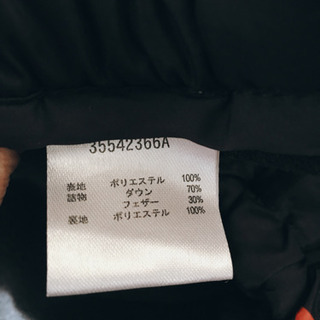 35542366A
表地 ポリエステル 100%
詰物 ダウン 70%
フェザー 30%
裏地 ポリエステル 100%